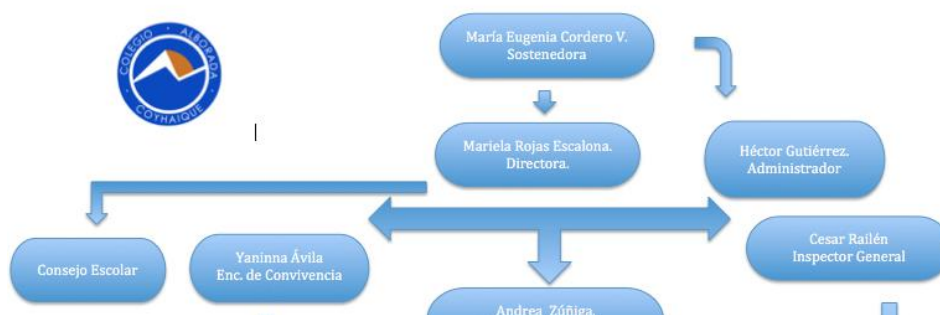 COLEGIO · ALBORADA
COYHAIQUE
María Eugenia Cordero V.
Sostenedora
Mariela Rojas Escalona.
Directora.
Héctor Gutiérrez.
Administrador
Consejo Escolar
Yaninna Ávila
Enc. de Convivencia
Cesar Railén
Inspector General
Andrea Zúñiga.